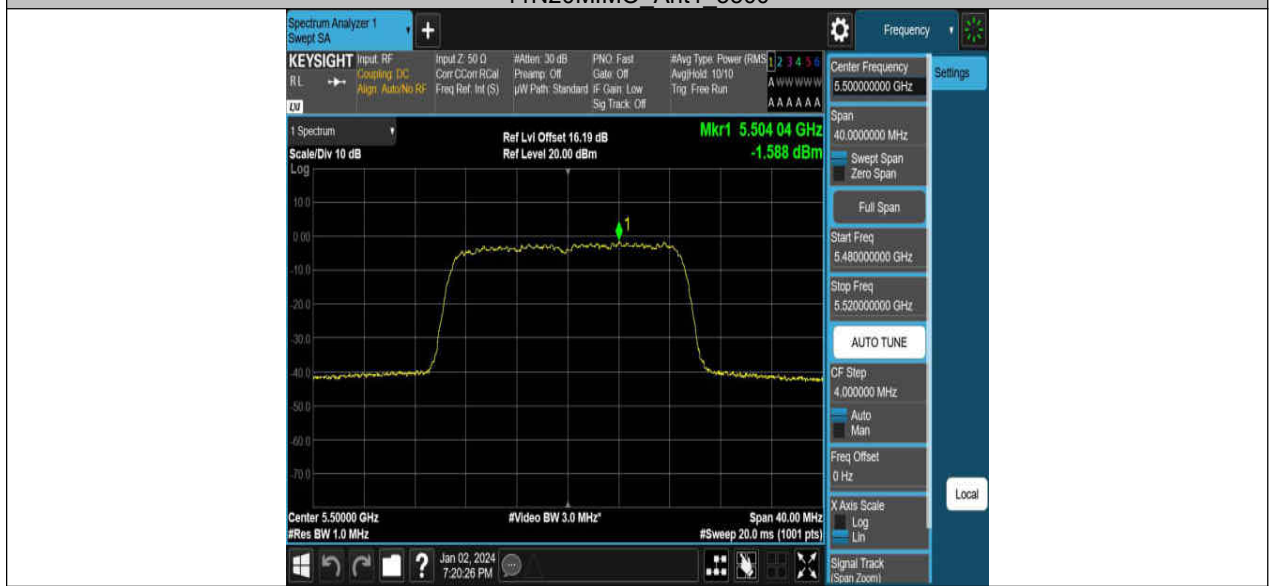 11N20MIMO_Ant1_5500
Spectrum Analyzer 1
Swept SA
+
Frequency
KEYSIGHT
RL
Input: RF
Coupling: DC
Align: Auto/No RF
Input Z: 50 Ω
Corr CCorr RCal
Freq Ref: Int (S)
#Atten: 30 dB
Preamp: Off
µW Path: Standard
PNO: Fast
Gate: Off
IF Gain: Low
Sig Track: Off
#Avg Type: Power (RMS
Avg|Hold: 10/10
Trig: Free Run
1 2 3 4 5 6
A W W W W W
A A A A A A
LXI
1 Spectrum
Scale/Div 10 dB
Log
Ref Lvl Offset 16.19 dB
Ref Level 20.00 dBm
Mkr1 5.504 04 GHz
-1.588 dBm
10.0
0.00
-10.0
-20.0
-30.0
-40.0
-50.0
-60.0
-70.0
1
Center 5.50000 GHz
#Res BW 1.0 MHz
#Video BW 3.0 MHz*
Span 40.00 MHz
#Sweep 20.0 ms (1001 pts)
Center Frequency
5.500000000 GHz
Span
40.0000000 MHz
Swept Span
Zero Span
Full Span
Start Freq
5.480000000 GHz
Stop Freq
5.520000000 GHz
AUTO TUNE
CF Step
4.000000 MHz
Auto
Man
Freq Offset
0 Hz
X Axis Scale
Log
Lin
Signal Track
(Span Zoom)
Settings
Local
?
Jan 02, 2024
7:20:26 PM